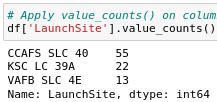 # Apply value_counts() on colum
df['LaunchSite'].value_counts()
CCAFS SLC 40    55
KSC LC 39A      22
VAFB SLC 4E     13
Name: LaunchSite, dtype: int64